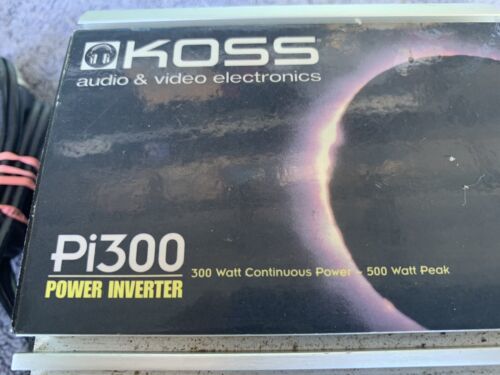 KOSS
audio & video electronics
Pi300
POWER INVERTER
300 Watt Continuous Power ~ 500 Watt Peak